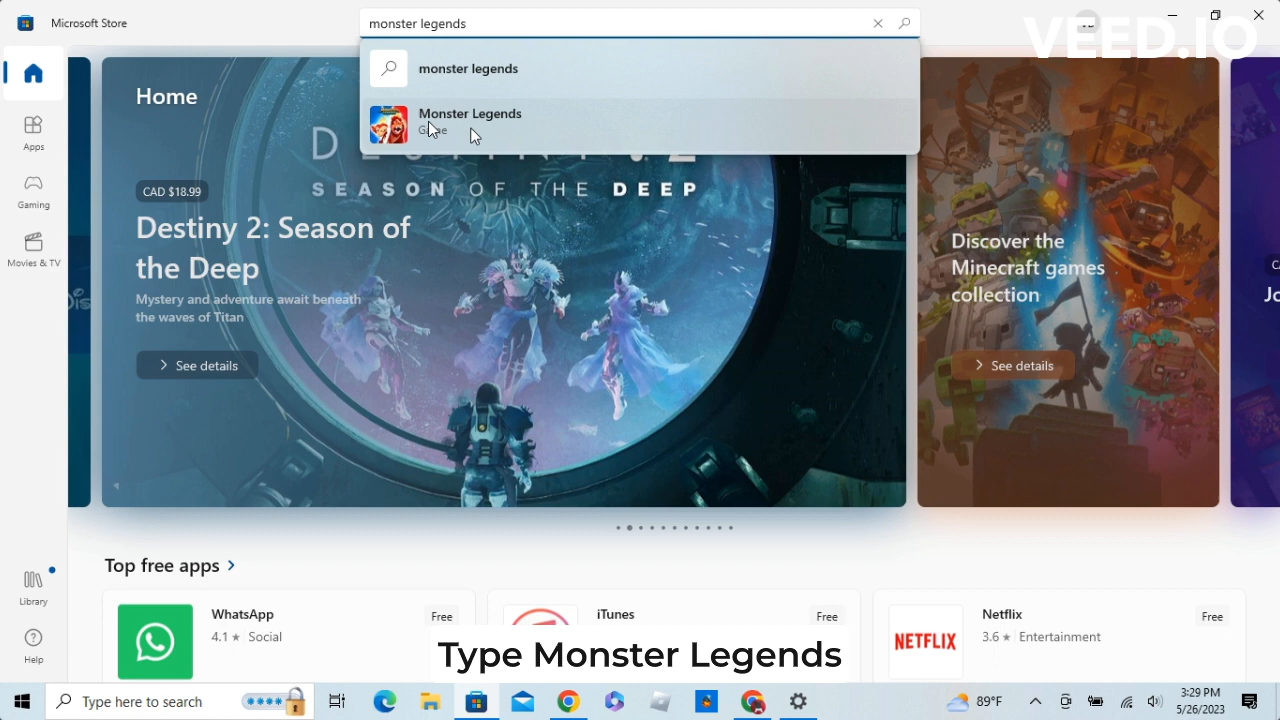 Microsoft Store
monster legends
VEED.IO
monster legends
Monster Legends
Game
Home
SEASON OF THE DEEP
CAD $18.99
Destiny 2: Season of
the Deep
Mystery and adventure await beneath
the waves of Titan
See details
Discover the
Minecraft games
collection
See details
Apps
Gaming
Movies & TV
Library
Help
Top free apps
WhatsApp
Free
4.1 ★ Social
iTunes
Free
Netflix
Free
3.6 ★ Entertainment
NETFLIX
Type Monster Legends
Type here to search
89°F
3:29 PM
5/26/2023